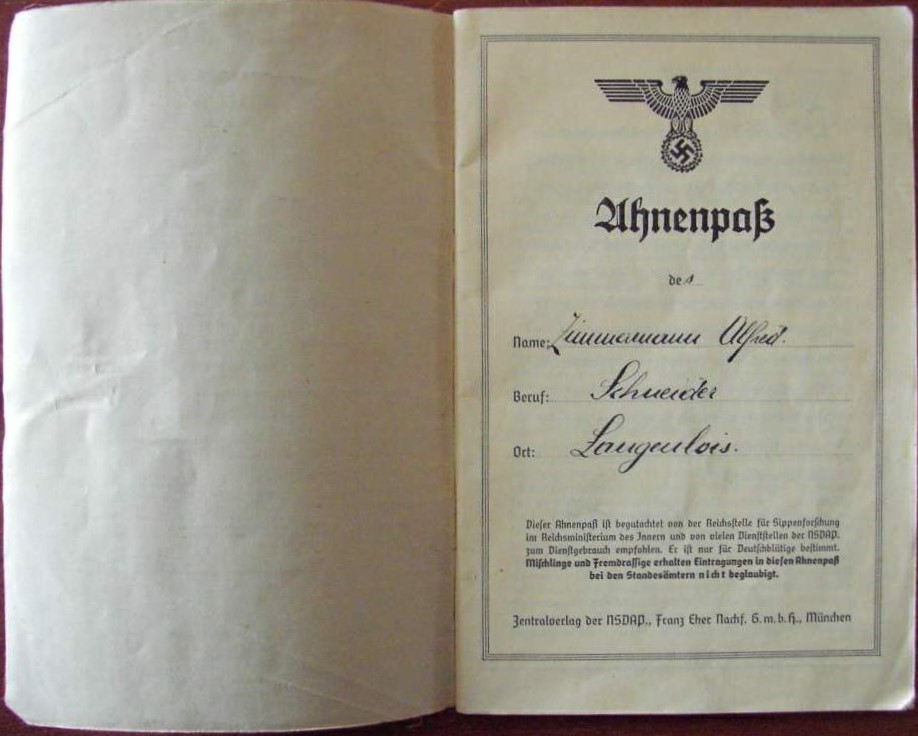 Ahnenpaß
des
Name: Zimmermann Alfred.
Beruf: Schneider
Ort: Langenlois.
Dieser Ahnenpaß ist begutachtet von der Reichsstelle für Sippenforschung
im Reichsministerium des Innern und von vielen Dienststellen der NSDAP.
zum Dienstgebrauch empfohlen. Er ist nur für Deutschblütige bestimmt.
Mischlinge und Fremdrassige erhalten Eintragungen in diesen Ahnenpaß
bei den Standesämtern nicht beglaubigt.
Zentralverlag der NSDAP., Franz Eher Nachf. G.m.b.H., München